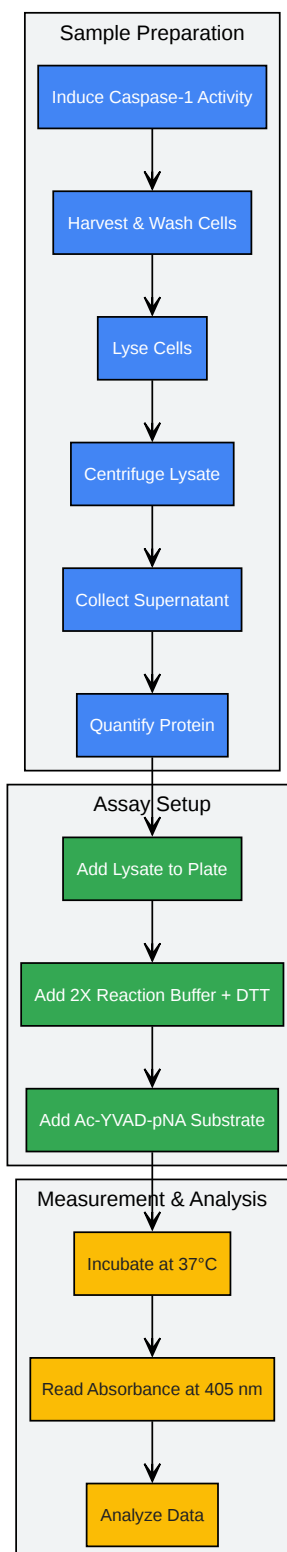 Sample Preparation
Induce Caspase-1 Activity
Harvest & Wash Cells
Lyse Cells
Centrifuge Lysate
Collect Supernatant
Quantify Protein
Assay Setup
Add Lysate to Plate
Add 2X Reaction Buffer + DTT
Add Ac-YVAD-pNA Substrate
Measurement & Analysis
Incubate at 37°C
Read Absorbance at 405 nm
Analyze Data